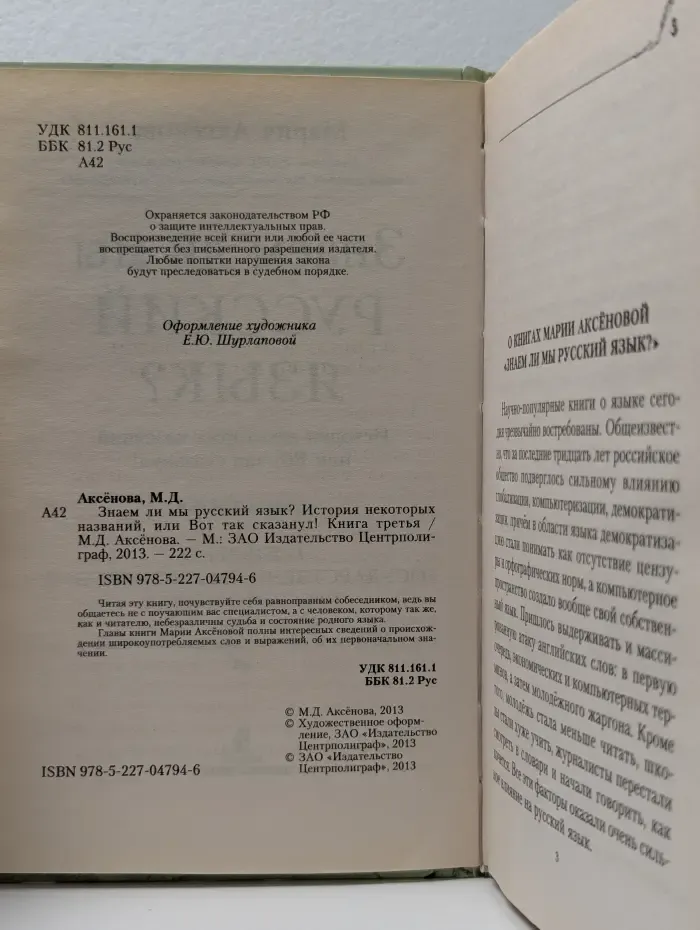 УДК 811.161.1
ББК 81.2 Рус
А42
Охраняется законодательством РФ
о защите интеллектуальных прав.
Воспроизведение всей книги или любой ее части
воспрещается без письменного разрешения издателя.
Любые попытки нарушения закона
будут преследоваться в судебном порядке.
Оформление художника
Е.Ю. Шурлаповой
Аксёнова, М.Д.
А42 Знаем ли мы русский язык? История некоторых
названий, или Вот так сказанул! Книга третья /
М.Д. Аксёнова. — М.: ЗАО Издательство Центрполи-
граф, 2013. — 222 с.
ISBN 978-5-227-04794-6
Читая эту книгу, почувствуйте себя равноправным собеседником, ведь вы
общаетесь не с поучающим вас специалистом, а с человеком, которому так же,
как и читателю, небезразличны судьба и состояние родного языка.
Главы книги Марии Аксёновой полны интересных сведений о происхож-
дении широкоупотребляемых слов и выражений, об их первоначальном зна-
чении.
УДК 811.161.1
ББК 81.2 Рус
© М.Д. Аксёнова, 2013
© Художественное оформ-
ление, ЗАО «Издательство
Центрполиграф», 2013
© ЗАО «Издательство
Центрполиграф», 2013
ISBN 978-5-227-04794-6
3
О КНИГАХ МАРИИ АКСЁНОВОЙ
«ЗНАЕМ ЛИ МЫ РУССКИЙ ЯЗЫК?»
Научно-популярные книги о языке сего-
дня чрезвычайно востребованы. Общеизвест-
но, что за последние тридцать лет российское
общество подверглось сильному влиянию
глобализации, компьютеризации, демократи-
зации, причём в области языка демократиза-
цию стали понимать как отсутствие цензу-
ры и орфографических норм, а компьютерное
пространство создало вообще свой собствен-
ный язык. Пришлось выдерживать и масси-
рованную атаку английских слов: в первую
очередь, экономических и компьютерных тер-
минов, а затем молодёжного жаргона. Кроме
того, молодёжь стала меньше читать, шко-
лы стали хуже учить, журналисты перестали
смотреть в словари и начали говорить, как
хочется. Все эти факторы оказали очень силь-
ное влияние на русский язык.
3